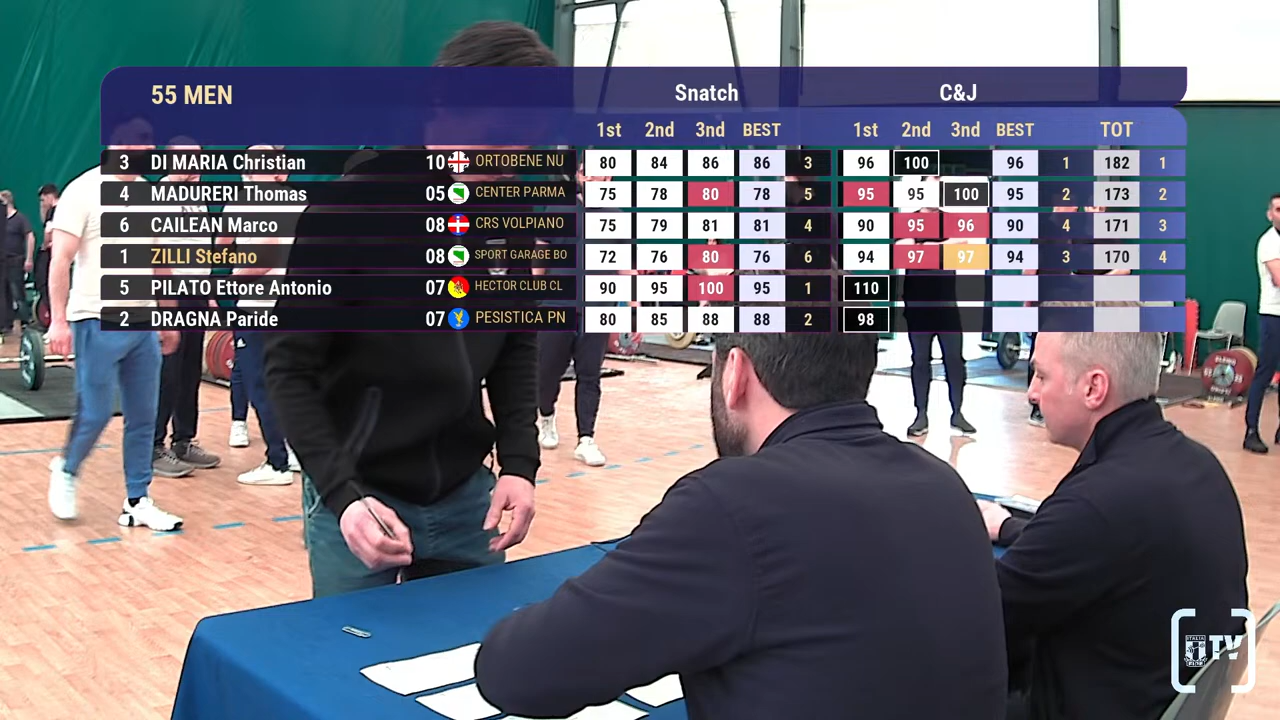 55 MEN Snatch C&J
1st 2nd 3nd BEST 1st 2nd 3nd BEST TOT
3 DI MARIA Christian 10 ORTOBENE NU 80 84 86 86 3 96 100 96 1 182 1
4 MADURERI Thomas 05 CENTER PARMA 75 78 80 78 5 95 95 100 95 2 173 2
6 CAILEAN Marco 08 CRS VOLPIANO 75 79 81 81 4 90 95 96 90 4 171 3
1 ZILLI Stefano 08 SPORT GARAGE BO 72 76 80 76 6 94 97 97 94 3 170 4
5 PILATO Ettore Antonio 07 HECTOR CLUB CL 90 95 100 95 1 110
2 DRAGNA Paride 07 PESISTICA PN 80 85 88 88 2 98
ITALIA
TV